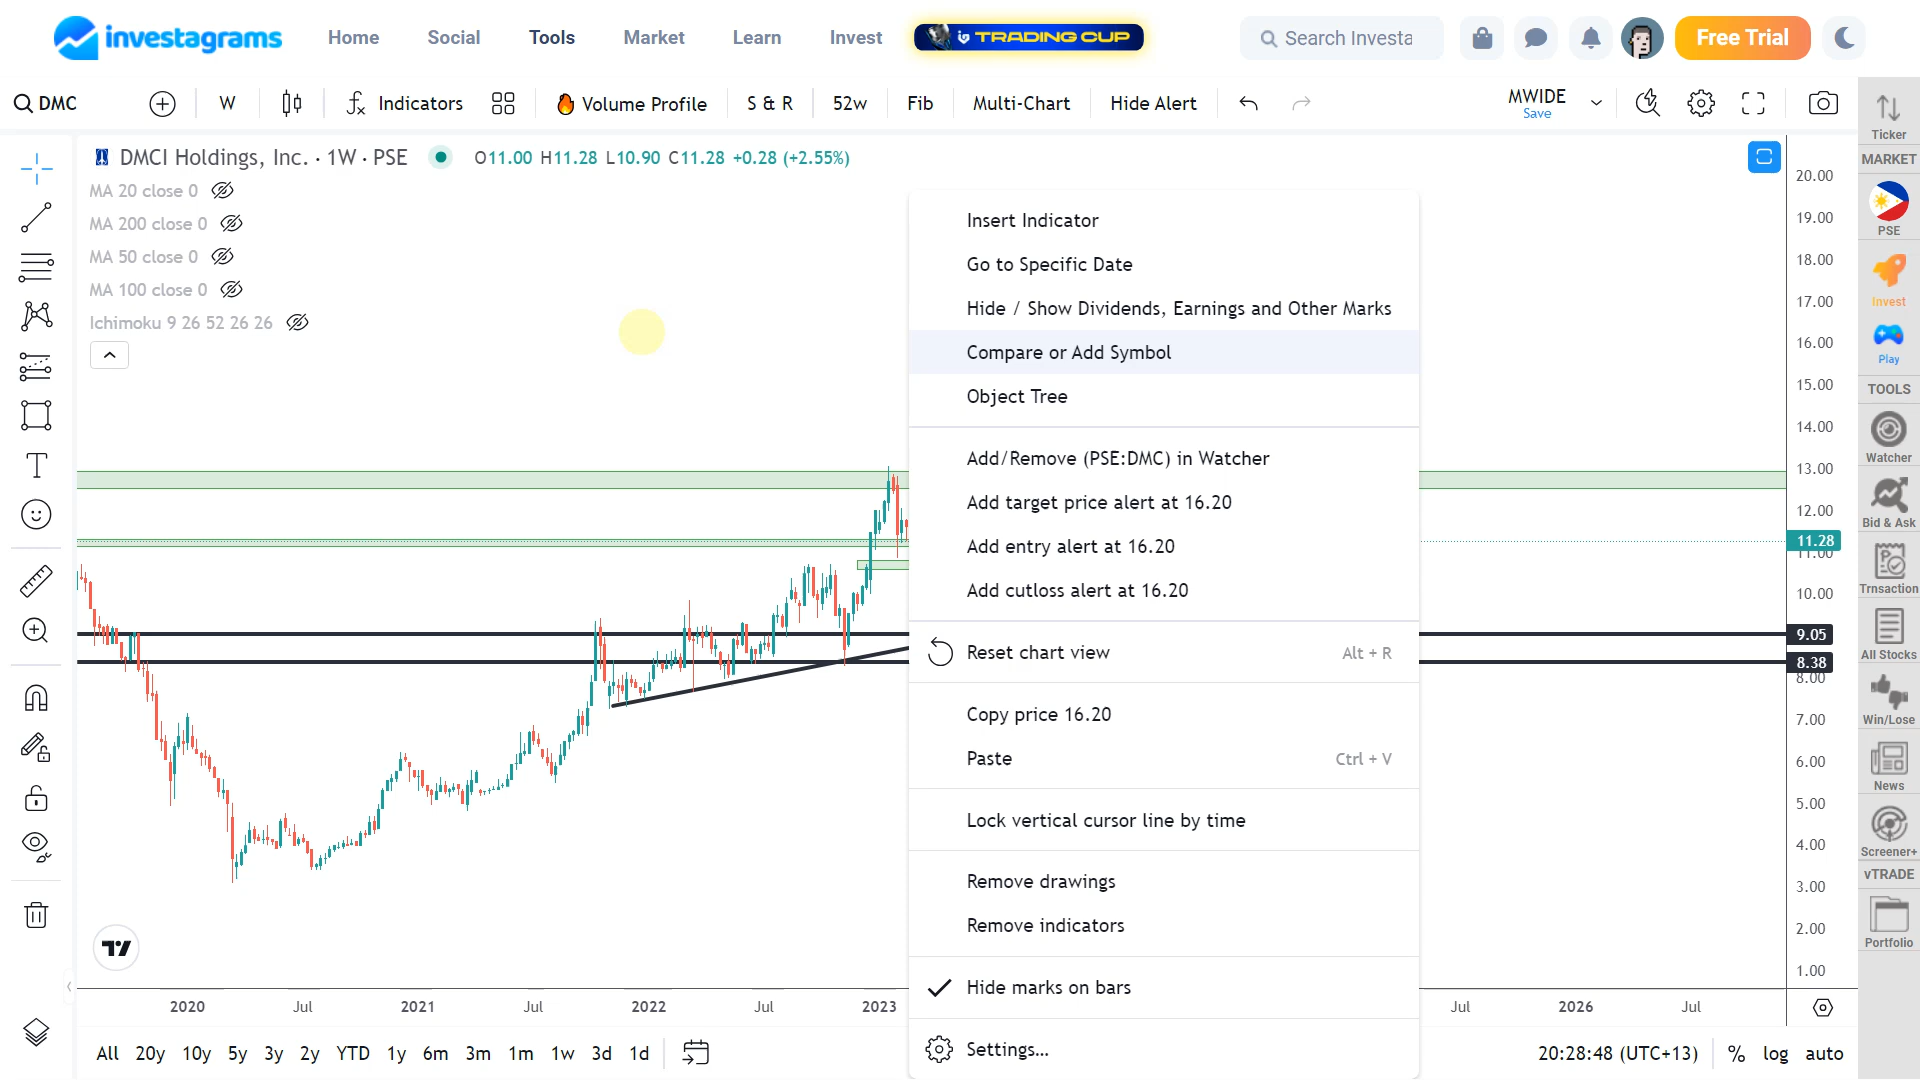 investagrams
Home
Social
Tools
Market
Learn
Invest
TRADING CUP
Search Investa
Free Trial
DMC
W
Indicators
Volume Profile
S & R
52w
Fib
Multi-Chart
Hide Alert
MWIDE
Save
DMCI Holdings, Inc. · 1W · PSE
O11.00 H11.28 L10.90 C11.28 +0.28 (+2.55%)
MA 20 close 0
MA 200 close 0
MA 50 close 0
MA 100 close 0
Ichimoku 9 26 52 26 26
Insert Indicator
Go to Specific Date
Hide / Show Dividends, Earnings and Other Marks
Compare or Add Symbol
Object Tree
Add/Remove (PSE:DMC) in Watcher
Add target price alert at 16.20
Add entry alert at 16.20
Add cutloss alert at 16.20
Reset chart view Alt + R
Copy price 16.20
Paste Ctrl + V
Lock vertical cursor line by time
Remove drawings
Remove indicators
Hide marks on bars
Settings...
20.00
19.00
18.00
17.00
16.00
15.00
14.00
13.00
12.00
11.28
11.00
10.00
9.05
8.38
8.00
7.00
6.00
5.00
4.00
3.00
2.00
1.00
2020
Jul
2021
Jul
2022
Jul
2023
Jul
2026
Jul
All
20y
10y
5y
3y
2y
YTD
1y
6m
3m
1m
1w
3d
1d
20:28:48 (UTC+13)
%
log
auto
Ticker
MARKET
PSE
Invest
Play
TOOLS
Watcher
Bid & Ask
Trnsaction
All Stocks
Win/Lose
News
Screener+
vTRADE
Portfolio